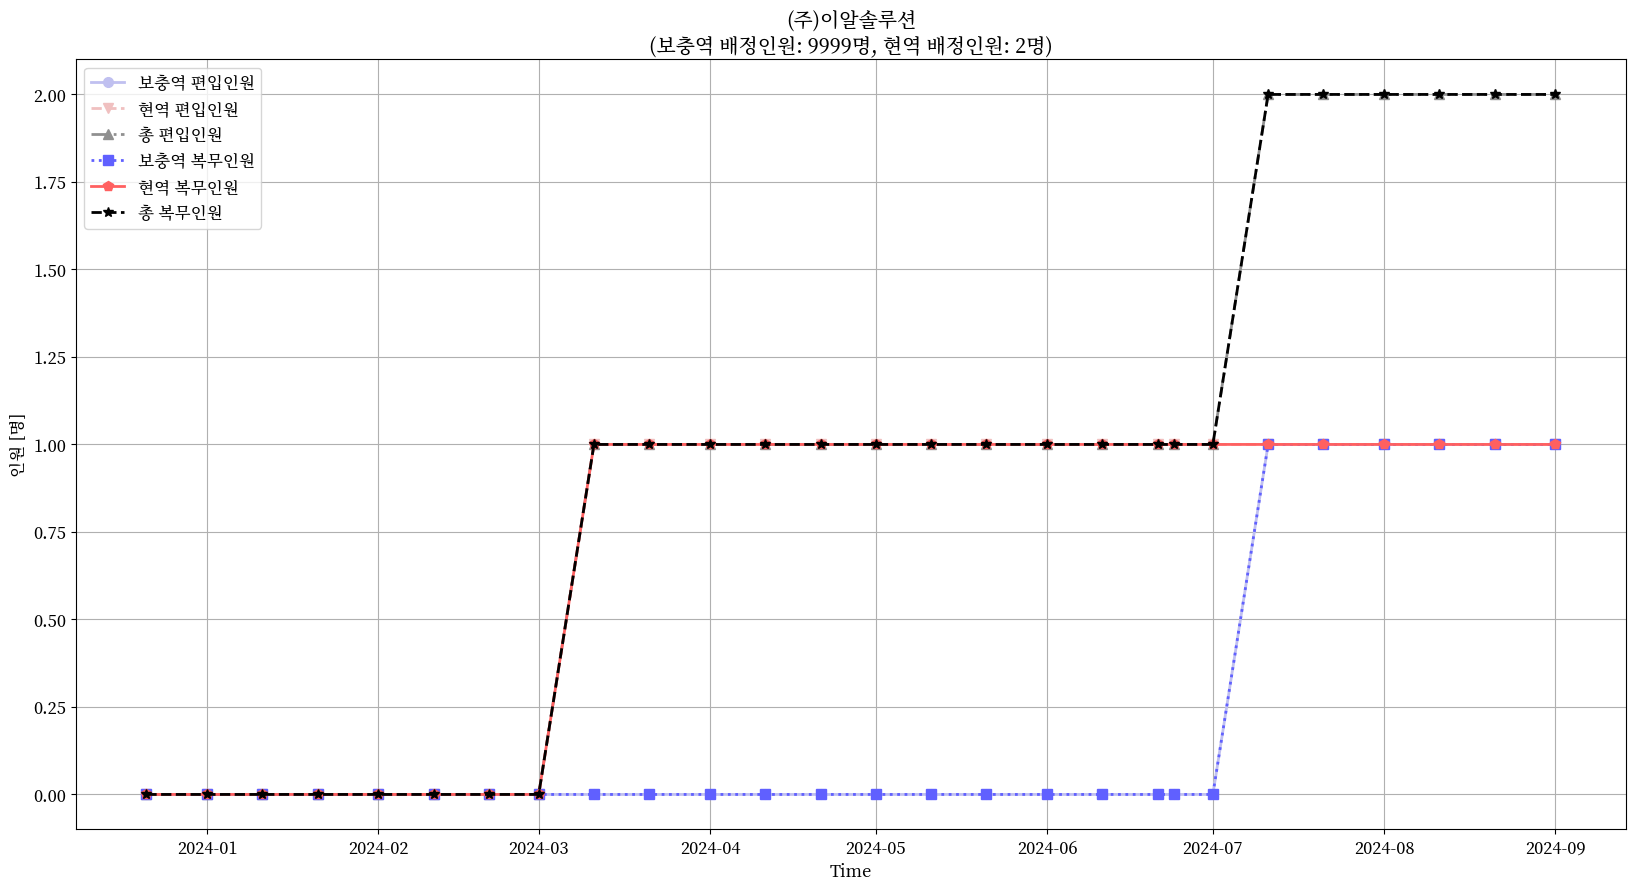 (주)이알솔루션
(보충역 배정인원: 9999명, 현역 배정인원: 2명)
보충역 편입인원
현역 편입인원
총 편입인원
보충역 복무인원
현역 복무인원
총 복무인원
인원 [명]
2.00
1.75
1.50
1.25
1.00
0.75
0.50
0.25
0.00
2024-01
2024-02
2024-03
2024-04
2024-05
2024-06
2024-07
2024-08
2024-09
Time